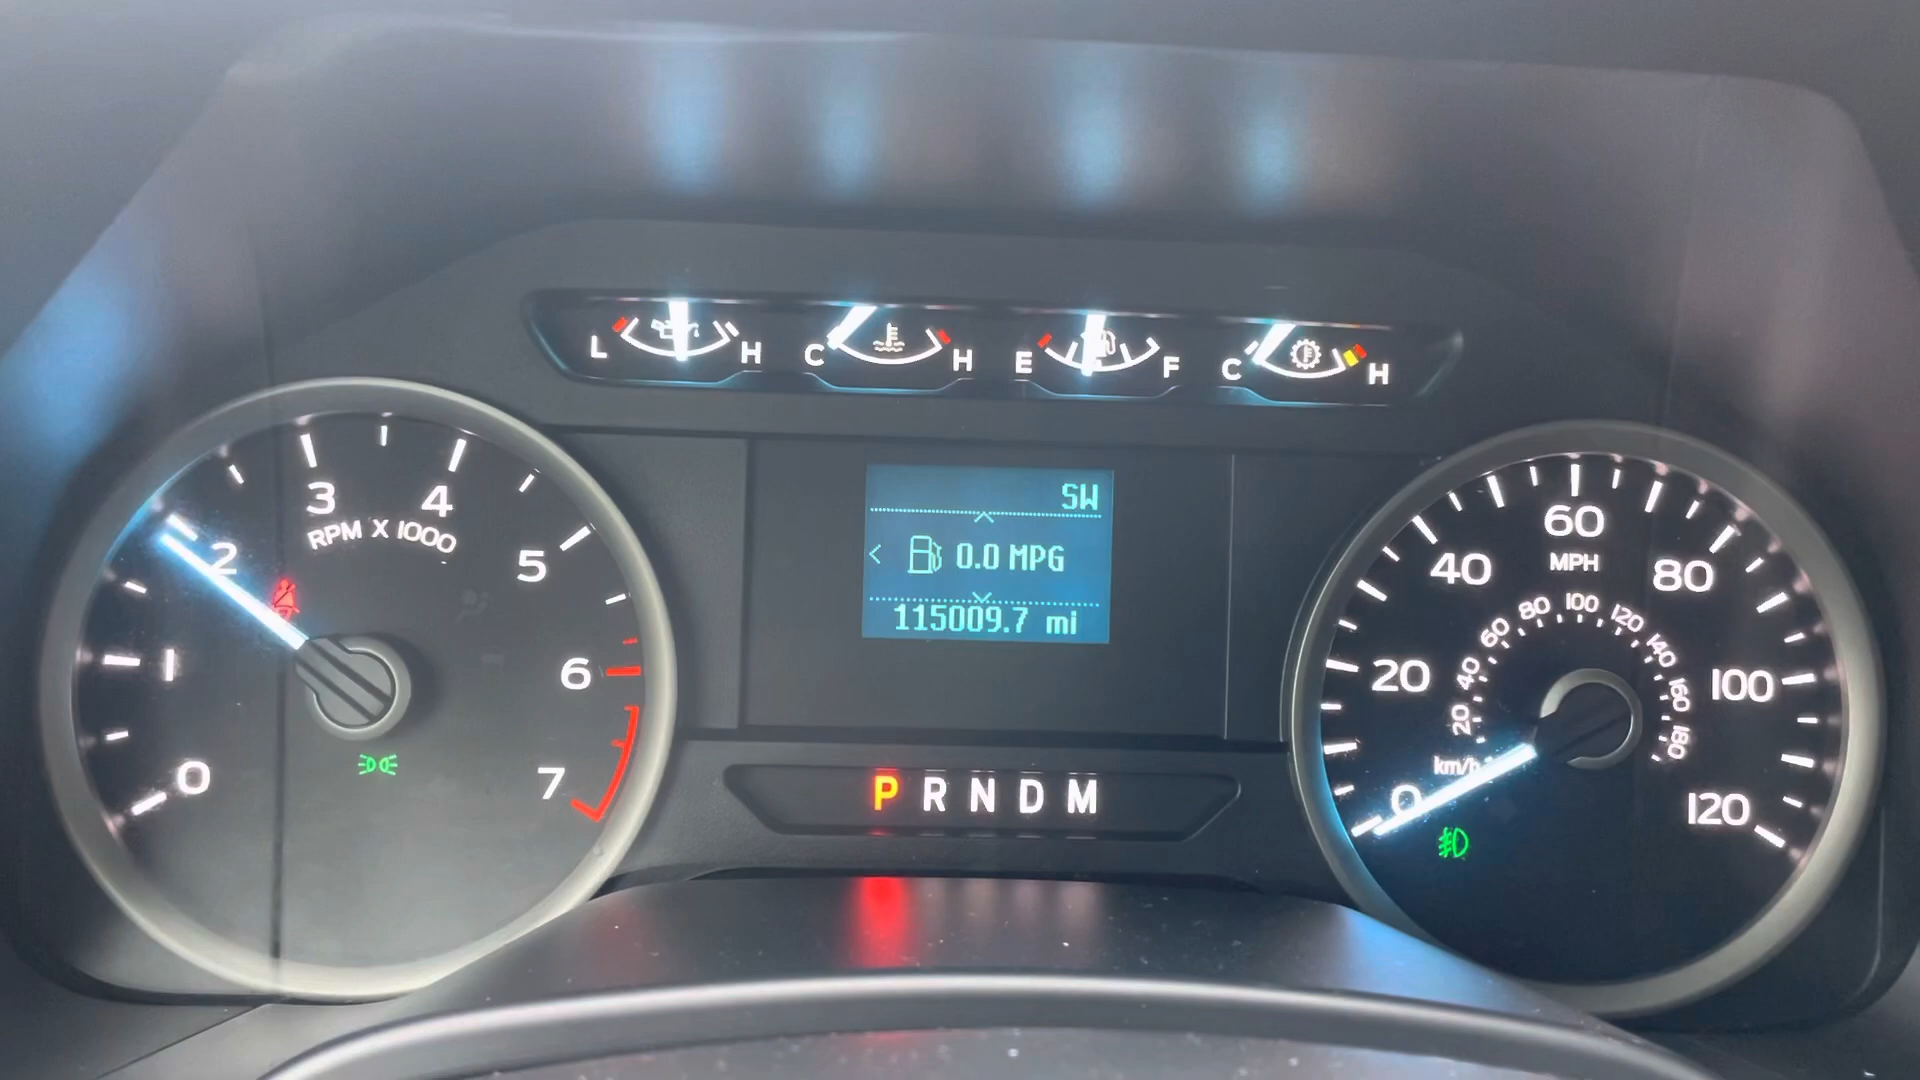 L H C H E F C H
0 1 2 3 4 5 6 7
RPM X 1000
SW
0.0 MPG
115009.7 mi
P R N D M
0 20 40 60 80 100 120
MPH
20 40 60 80 100 120 140 160 180
km/h